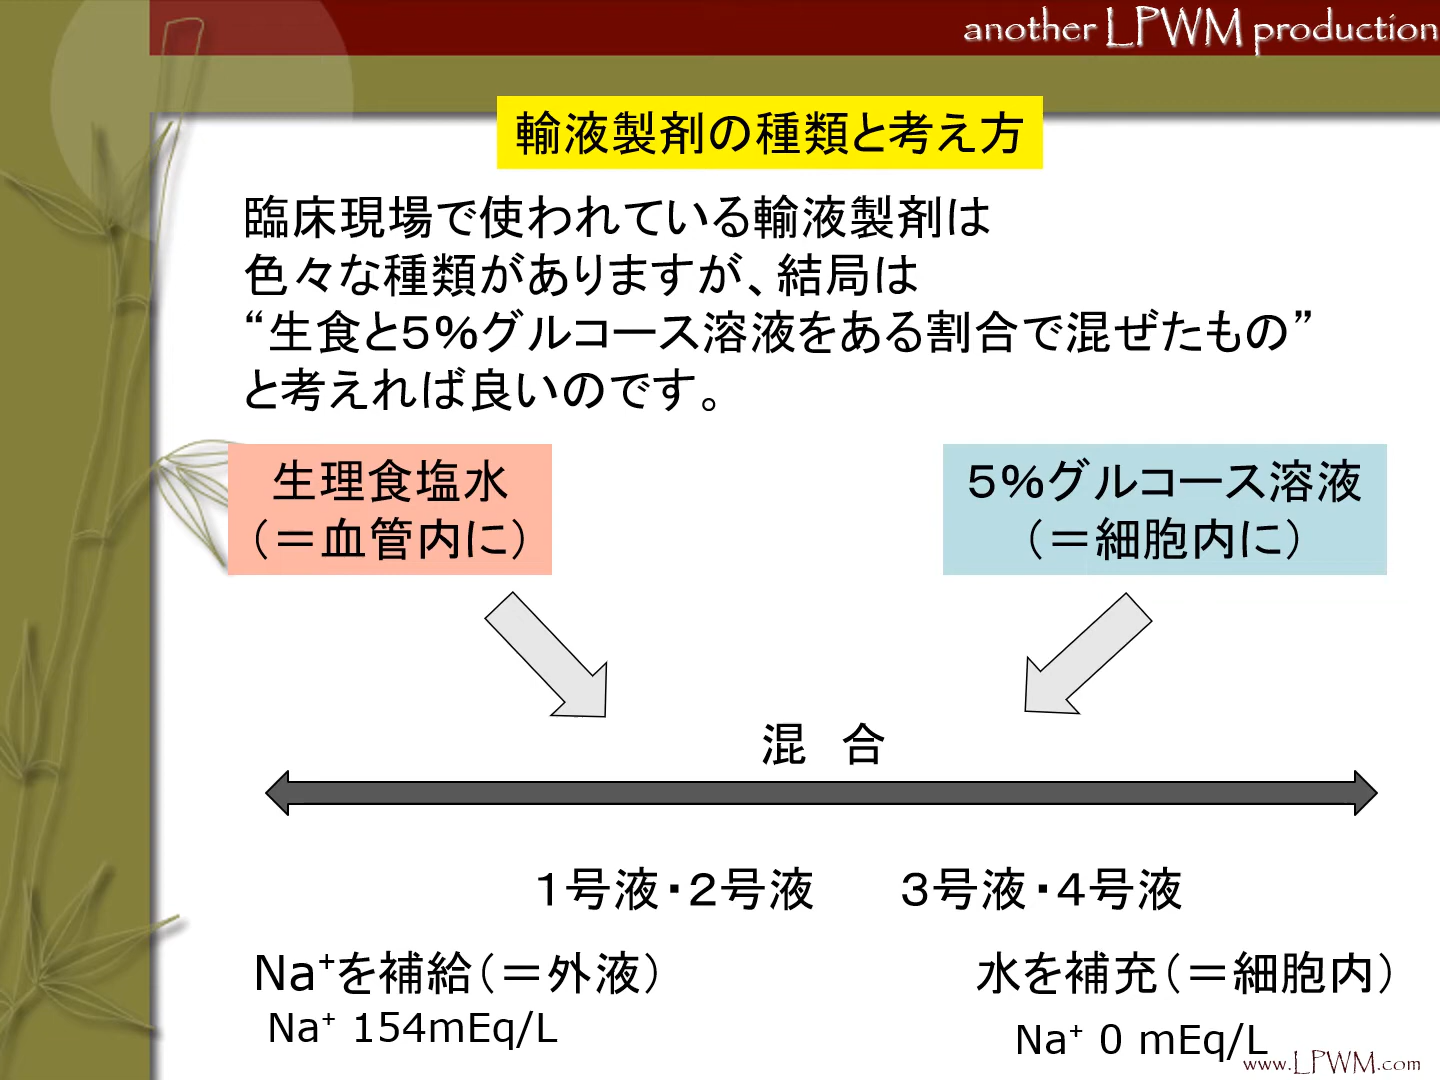 another LPWM production
輸液製剤の種類と考え方
臨床現場で使われている輸液製剤は
色々な種類がありますが、結局は
“生食と５％グルコース溶液をある割合で混ぜたもの”
と考えれば良いのです。
生理食塩水
（＝血管内に）
５％グルコース溶液
（＝細胞内に）
混　合
１号液・２号液　３号液・４号液
Na⁺を補給（＝外液）
Na⁺ 154mEq/L
水を補充（＝細胞内）
Na⁺ 0 mEq/L
www.LPWM.com